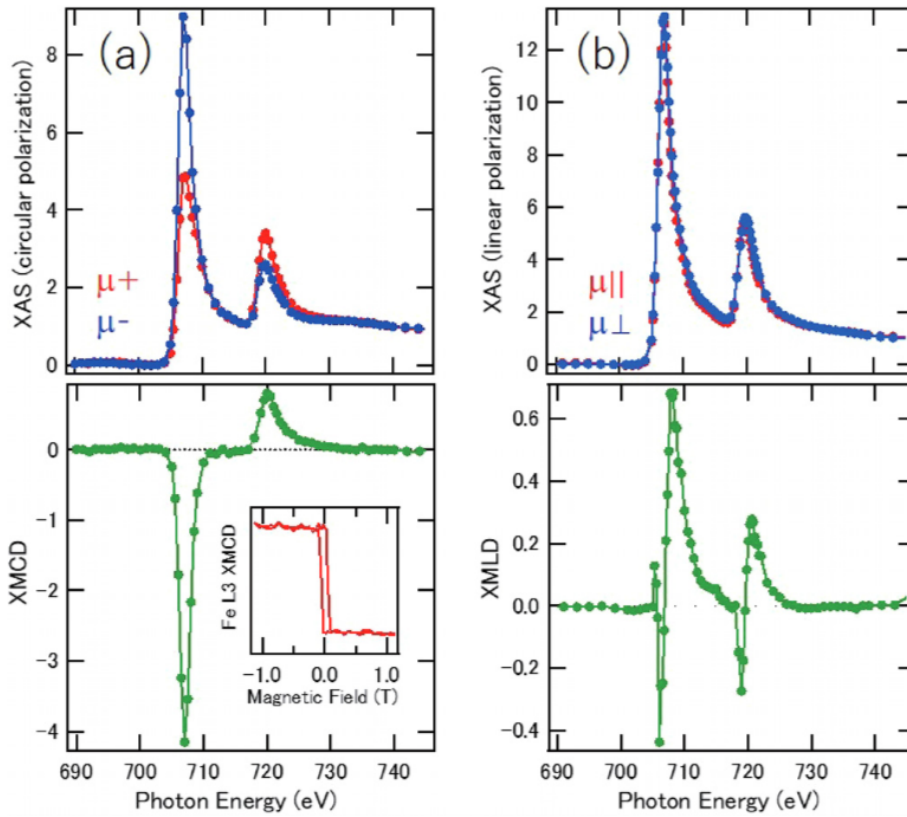 (a)
XAS (circular polarization)
8
6
4
2
0
μ+
μ-
XMCD
0
-1
-2
-3
-4
Fe L3 XMCD
-1.0 0.0 1.0
Magnetic Field (T)
690 700 710 720 730 740
Photon Energy (eV)
(b)
XAS (linear polarization)
12
10
8
6
4
2
0
μ||
μ⊥
XMLD
0.6
0.4
0.2
0.0
-0.2
-0.4
690 700 710 720 730 740
Photon Energy (eV)